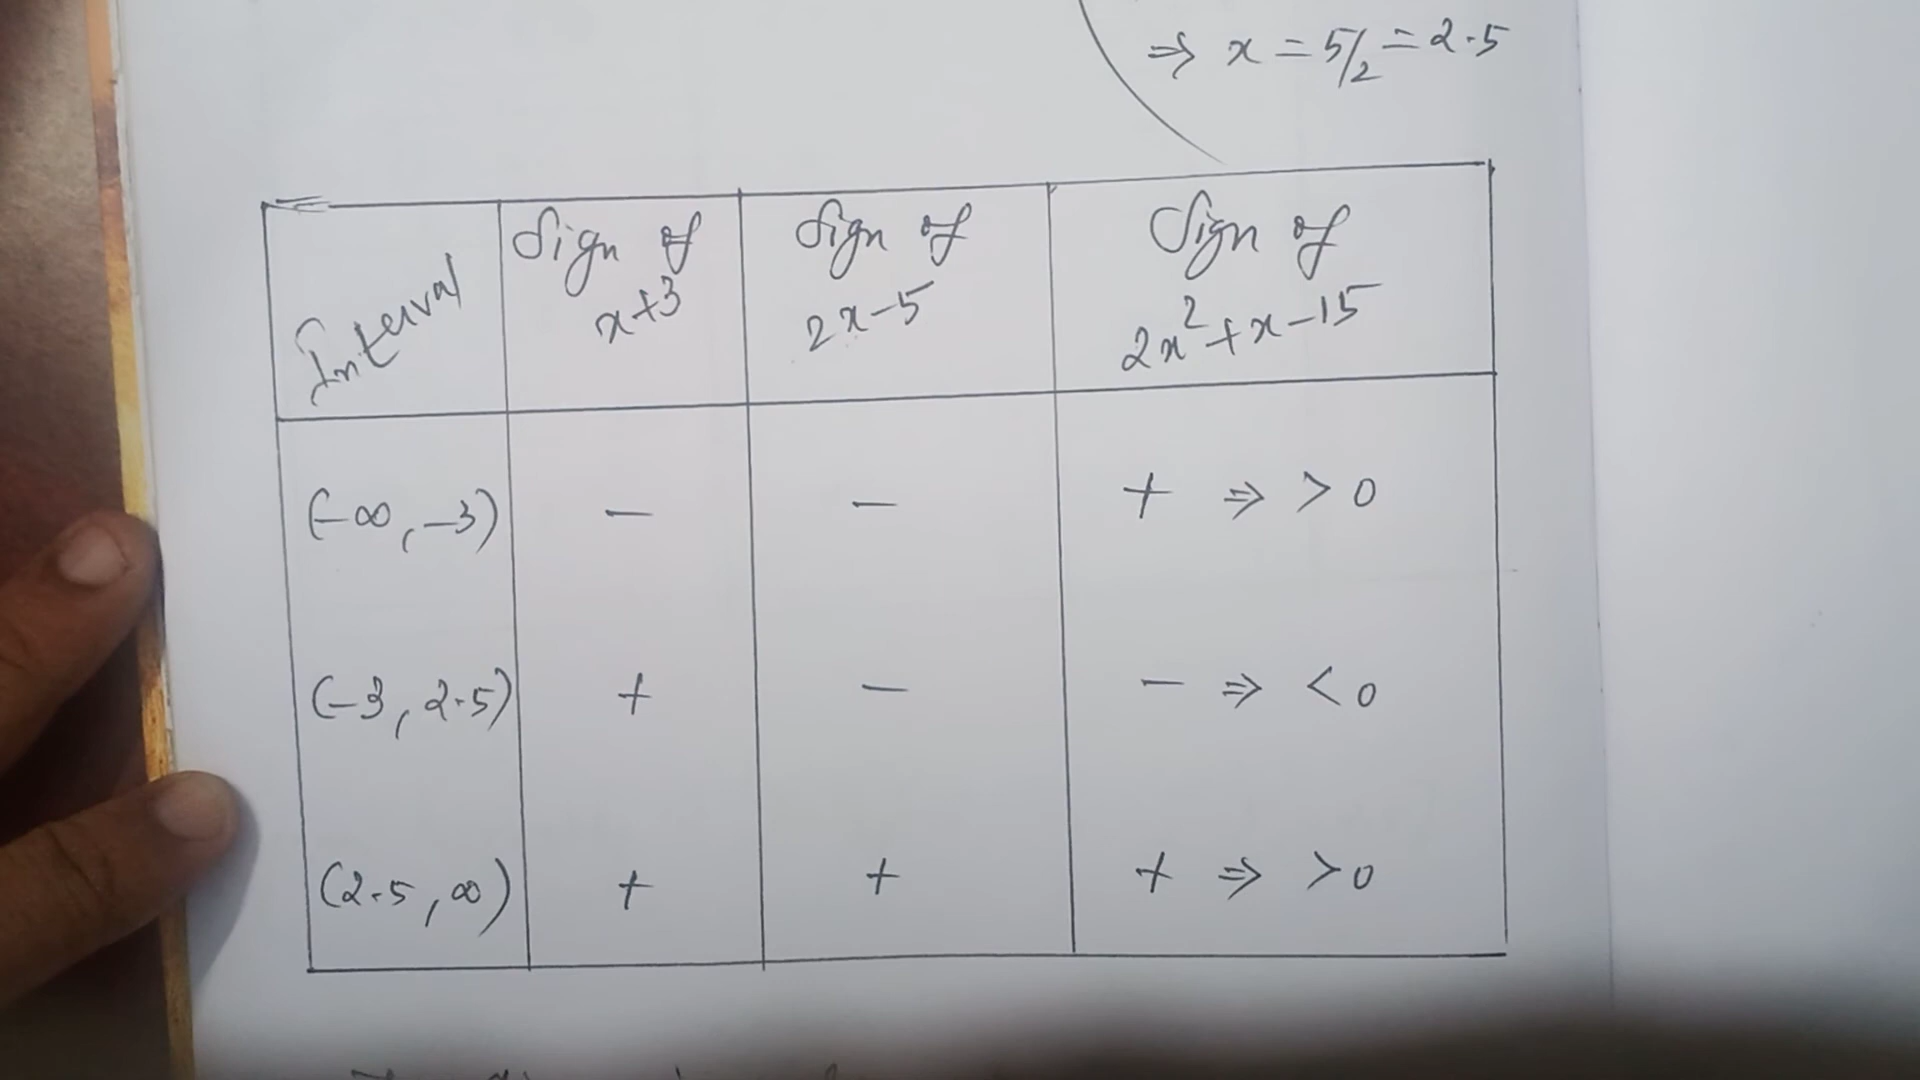 ⇒ x = 5/2 = 2.5
Interval
Sign of
x+3
Sign of
2x-5
Sign of
2x²+x-15
(-∞, -3)
-
-
+ ⇒ > 0
(-3, 2.5)
+
-
- ⇒ < 0
(2.5, ∞)
+
+
+ ⇒ > 0